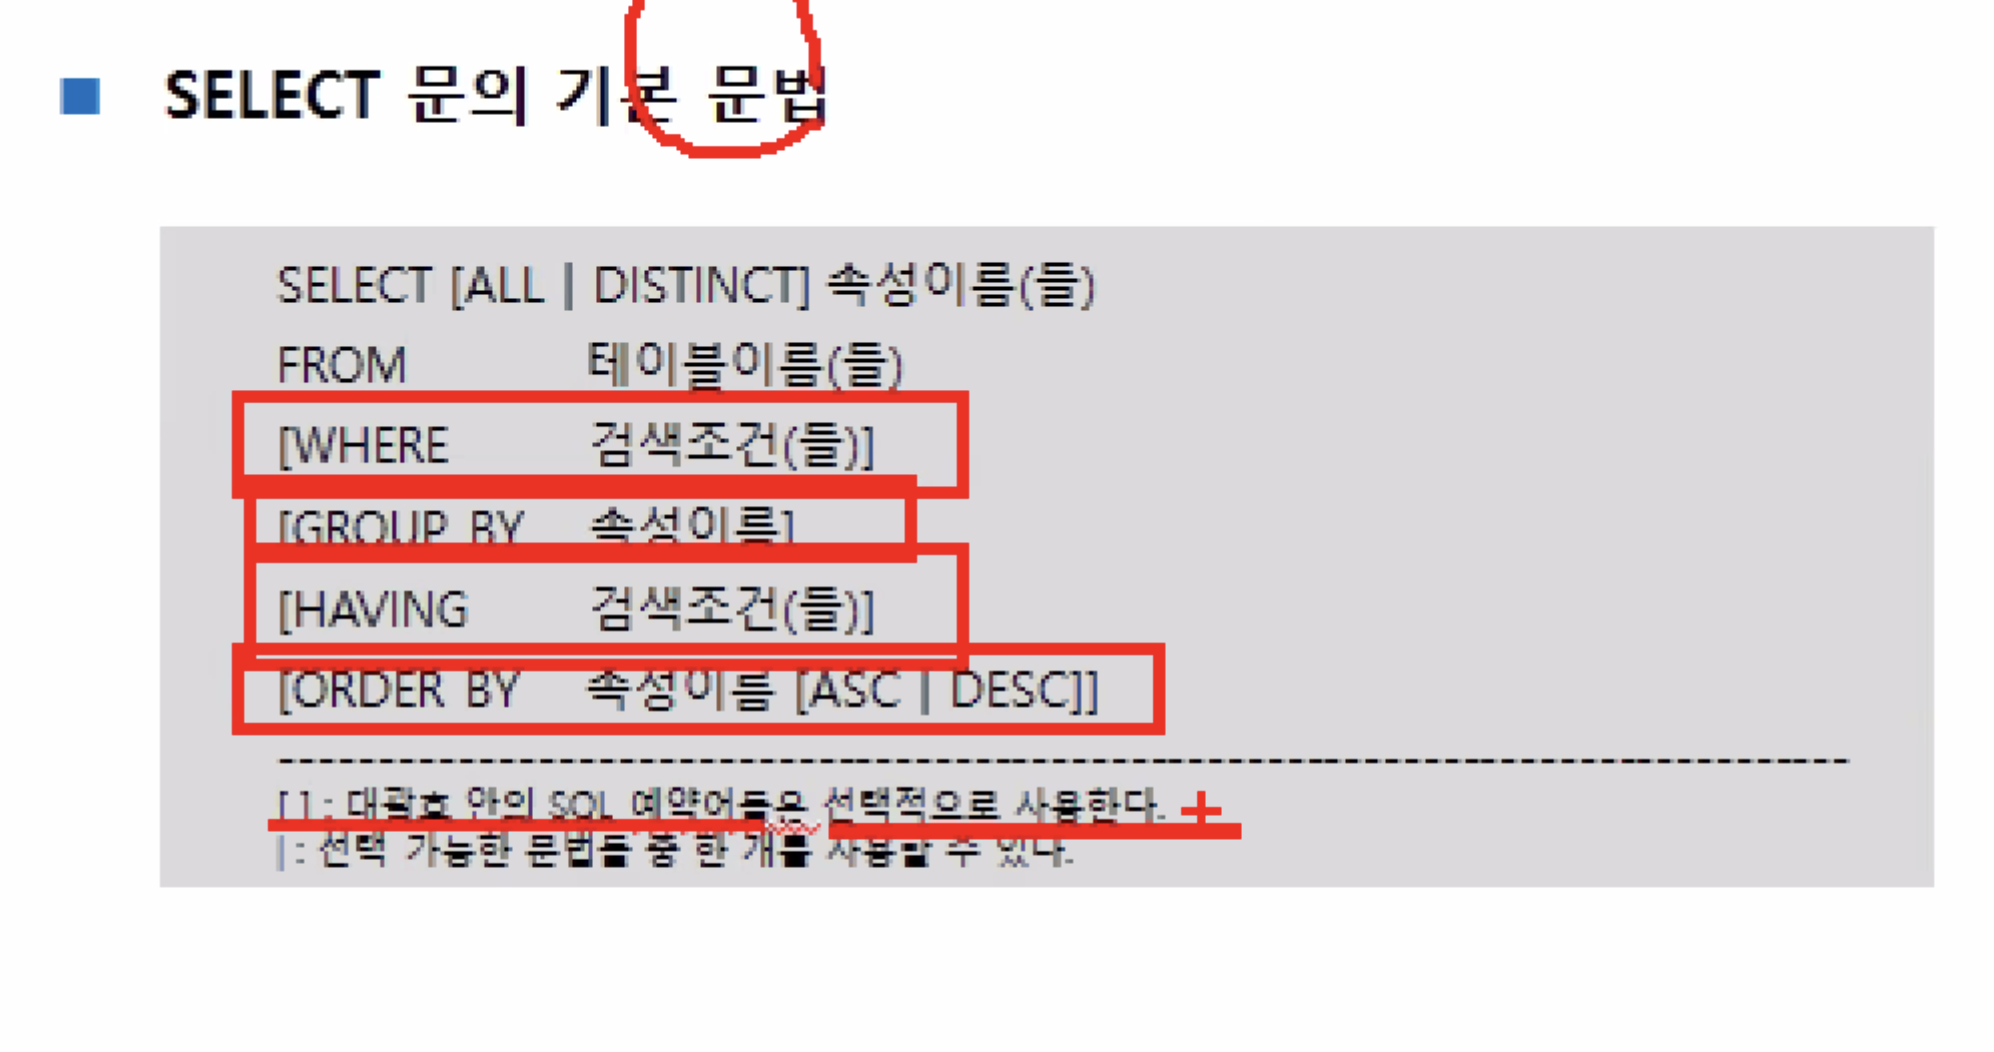 SELECT 문의 기본 문법
SELECT [ALL | DISTINCT] 속성이름(들)
FROM 테이블이름(들)
[WHERE 검색조건(들)]
[GROUP BY 속성이름]
[HAVING 검색조건(들)]
[ORDER BY 속성이름 [ASC | DESC]]
[ ] : 대괄호 안의 SQL 예약어들은 선택적으로 사용한다.
| : 선택 가능한 문법들 중 한 개를 사용할 수 있다.